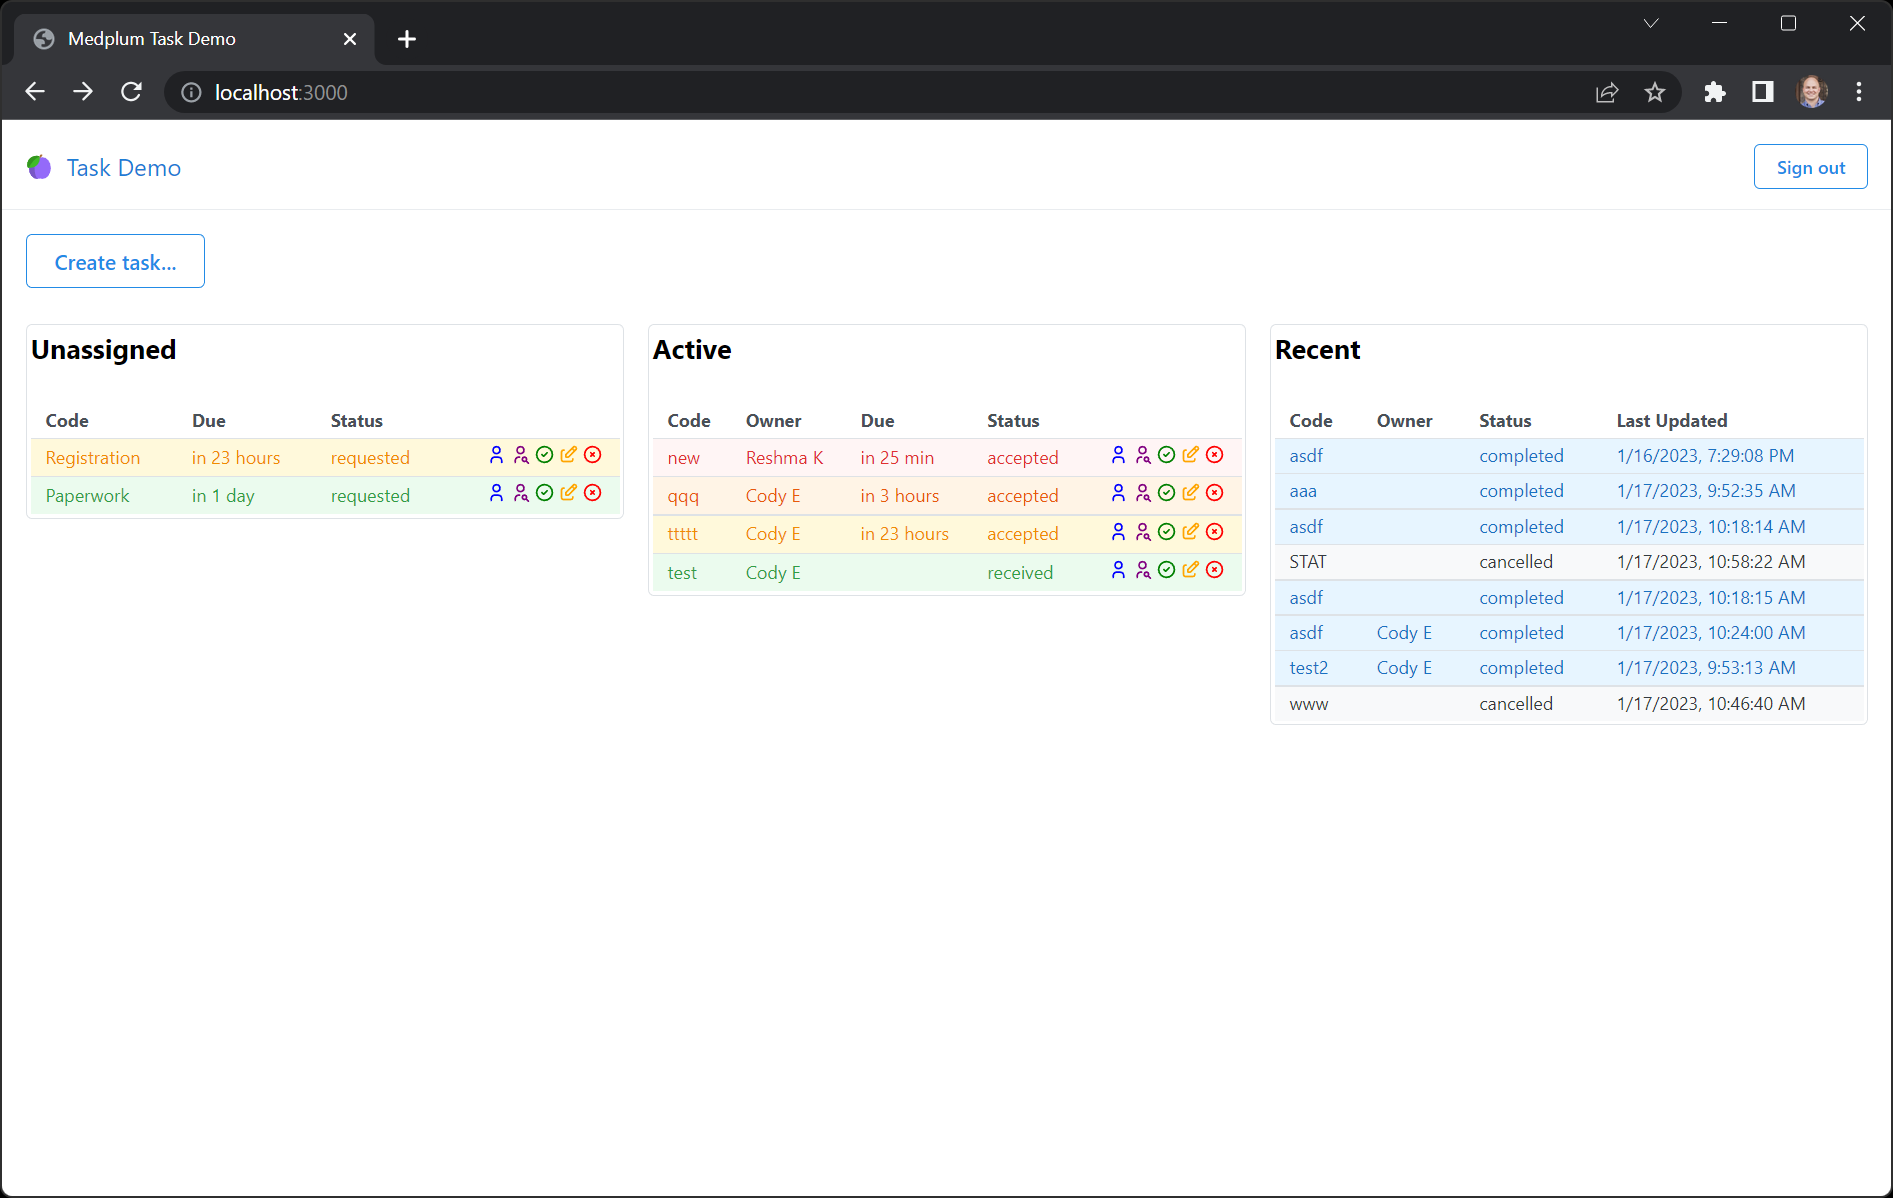 Medplum Task Demo
localhost:3000
Task Demo
Sign out
Create task...
Unassigned
Code Due Status
Registration in 23 hours requested
Paperwork in 1 day requested
Active
Code Owner Due Status
new Reshma K in 25 min accepted
qqq Cody E in 3 hours accepted
ttttt Cody E in 23 hours accepted
test Cody E received
Recent
Code Owner Status Last Updated
asdf completed 1/16/2023, 7:29:08 PM
aaa completed 1/17/2023, 9:52:35 AM
asdf completed 1/17/2023, 10:18:14 AM
STAT cancelled 1/17/2023, 10:58:22 AM
asdf completed 1/17/2023, 10:18:15 AM
asdf Cody E completed 1/17/2023, 10:24:00 AM
test2 Cody E completed 1/17/2023, 9:53:13 AM
www cancelled 1/17/2023, 10:46:40 AM